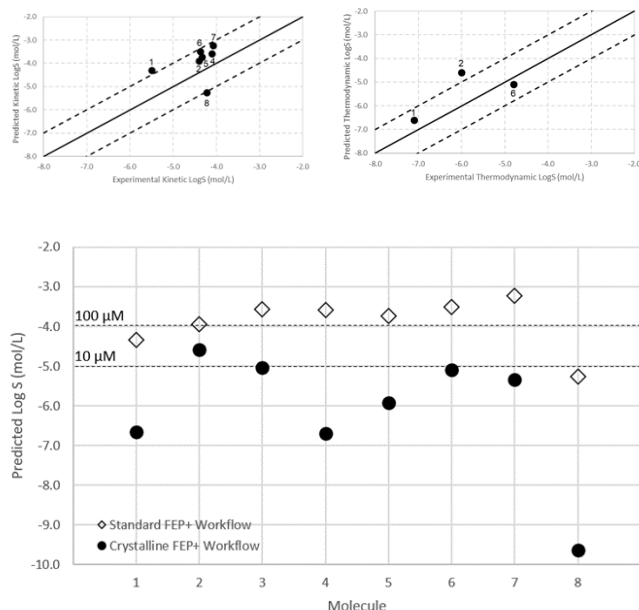 Predicted Kinetic LogS (mol/L)
-2.0
-3.0
-4.0
-5.0
-6.0
-7.0
-8.0
1
6
7
2
5
4
8
-8.0 -7.0 -6.0 -5.0 -4.0 -3.0 -2.0
Experimental Kinetic LogS (mol/L)
Predicted Thermodynamic LogS (mol/L)
-2.0
-3.0
-4.0
-5.0
-6.0
-7.0
-8.0
1
2
6
-8.0 -7.0 -6.0 -5.0 -4.0 -3.0 -2.0
Experimental Thermodynamic LogS (mol/L)
Predicted Log S (mol/L)
-2.0
-3.0
-4.0
-5.0
-6.0
-7.0
-8.0
-9.0
-10.0
100 µM
10 µM
Standard FEP+ Workflow
Crystalline FEP+ Workflow
1 2 3 4 5 6 7 8
Molecule